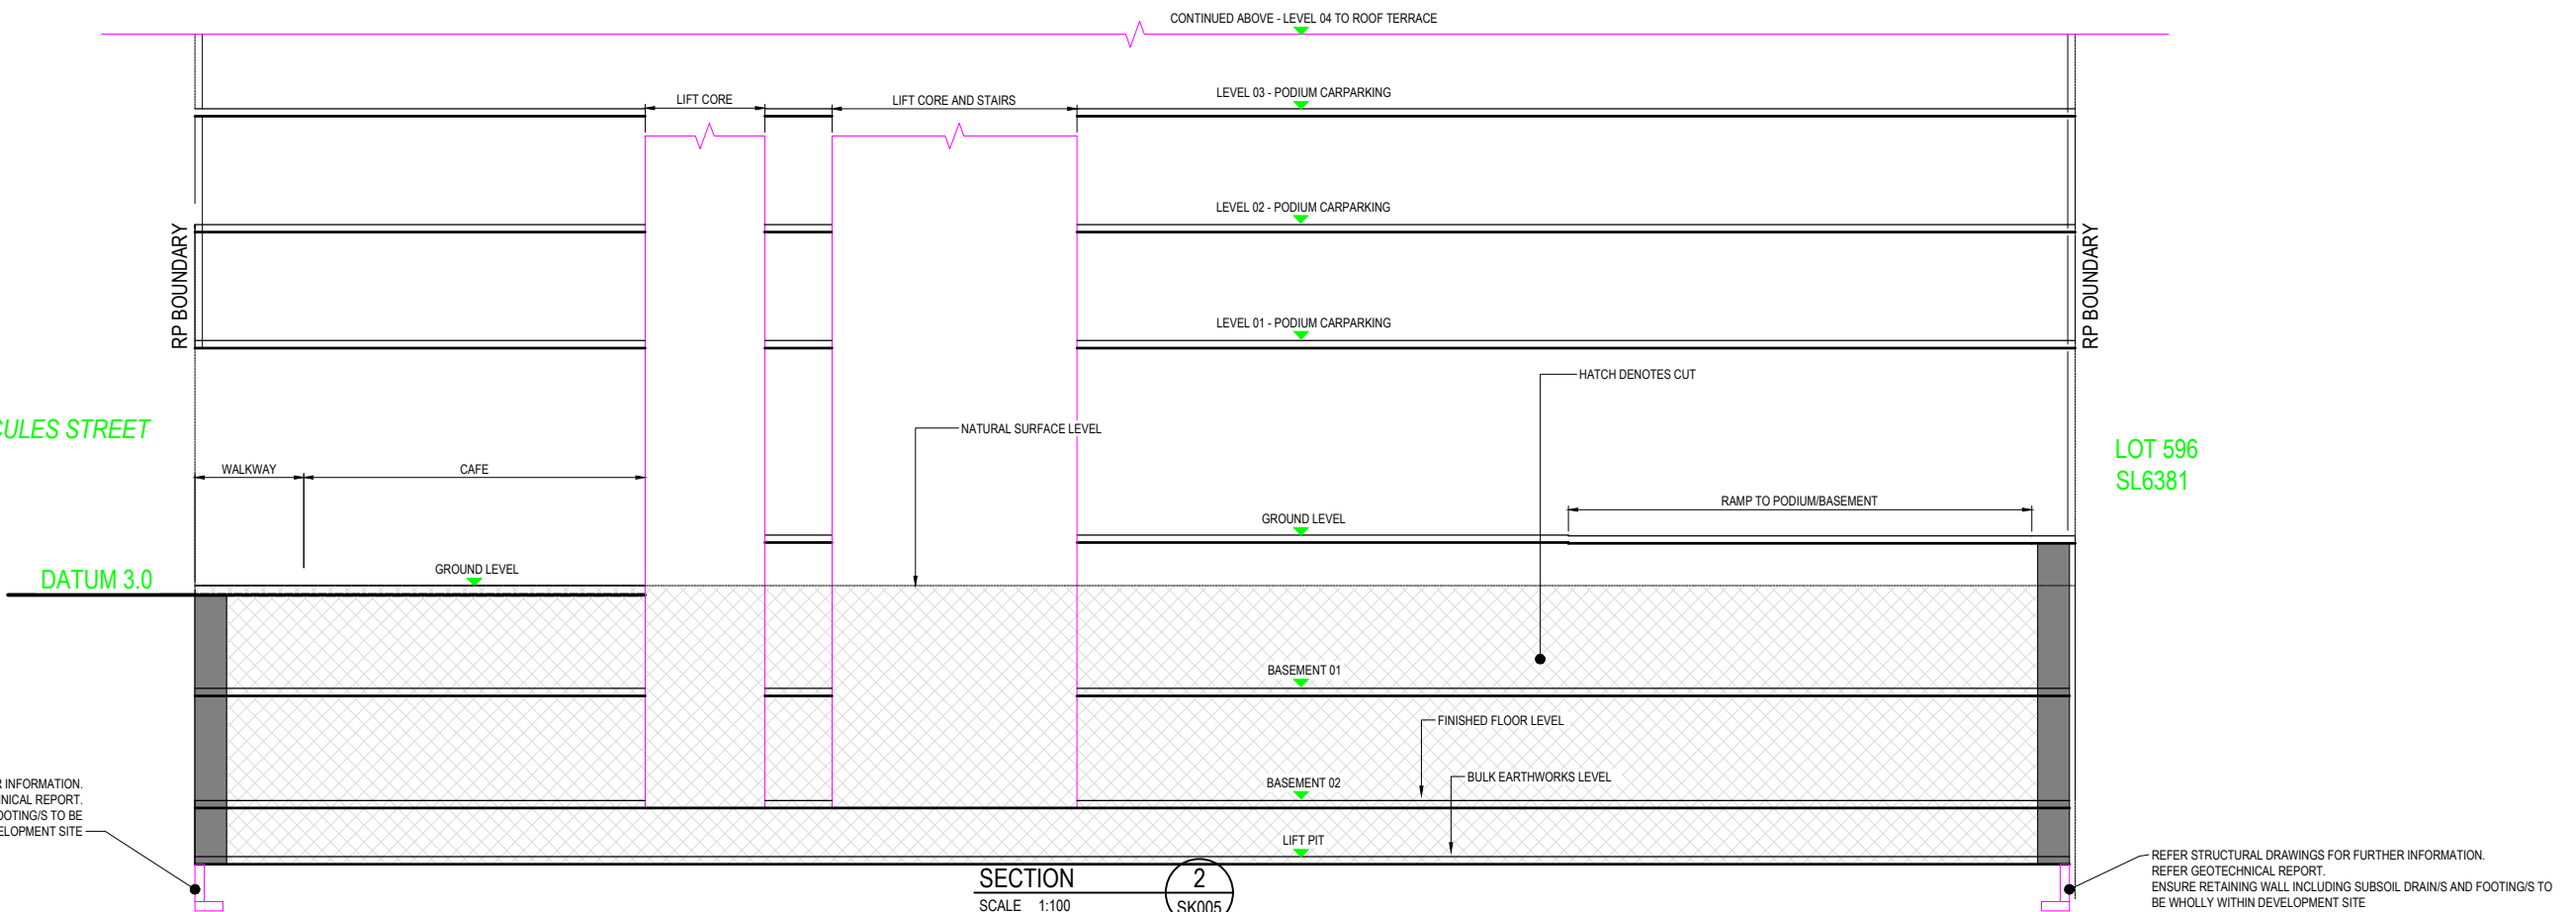 CONTINUED ABOVE - LEVEL 04 TO ROOF TERRACE
LEVEL 03 - PODIUM CARPARKING
LIFT CORE
LIFT CORE AND STAIRS
LEVEL 02 - PODIUM CARPARKING
RP BOUNDARY
RP BOUNDARY
LEVEL 01 - PODIUM CARPARKING
HATCH DENOTES CUT
CULES STREET
NATURAL SURFACE LEVEL
LOT 596
SL6381
WALKWAY
CAFE
RAMP TO PODIUM/BASEMENT
GROUND LEVEL
GROUND LEVEL
DATUM 3.0
BASEMENT 01
FINISHED FLOOR LEVEL
BULK EARTHWORKS LEVEL
BASEMENT 02
R INFORMATION.
NICAL REPORT.
OOTING/S TO BE
ELOPMENT SITE
LIFT PIT
SECTION
SCALE 1:100
2
SK005
REFER STRUCTURAL DRAWINGS FOR FURTHER INFORMATION.
REFER GEOTECHNICAL REPORT.
ENSURE RETAINING WALL INCLUDING SUBSOIL DRAIN/S AND FOOTING/S TO
BE WHOLLY WITHIN DEVELOPMENT SITE